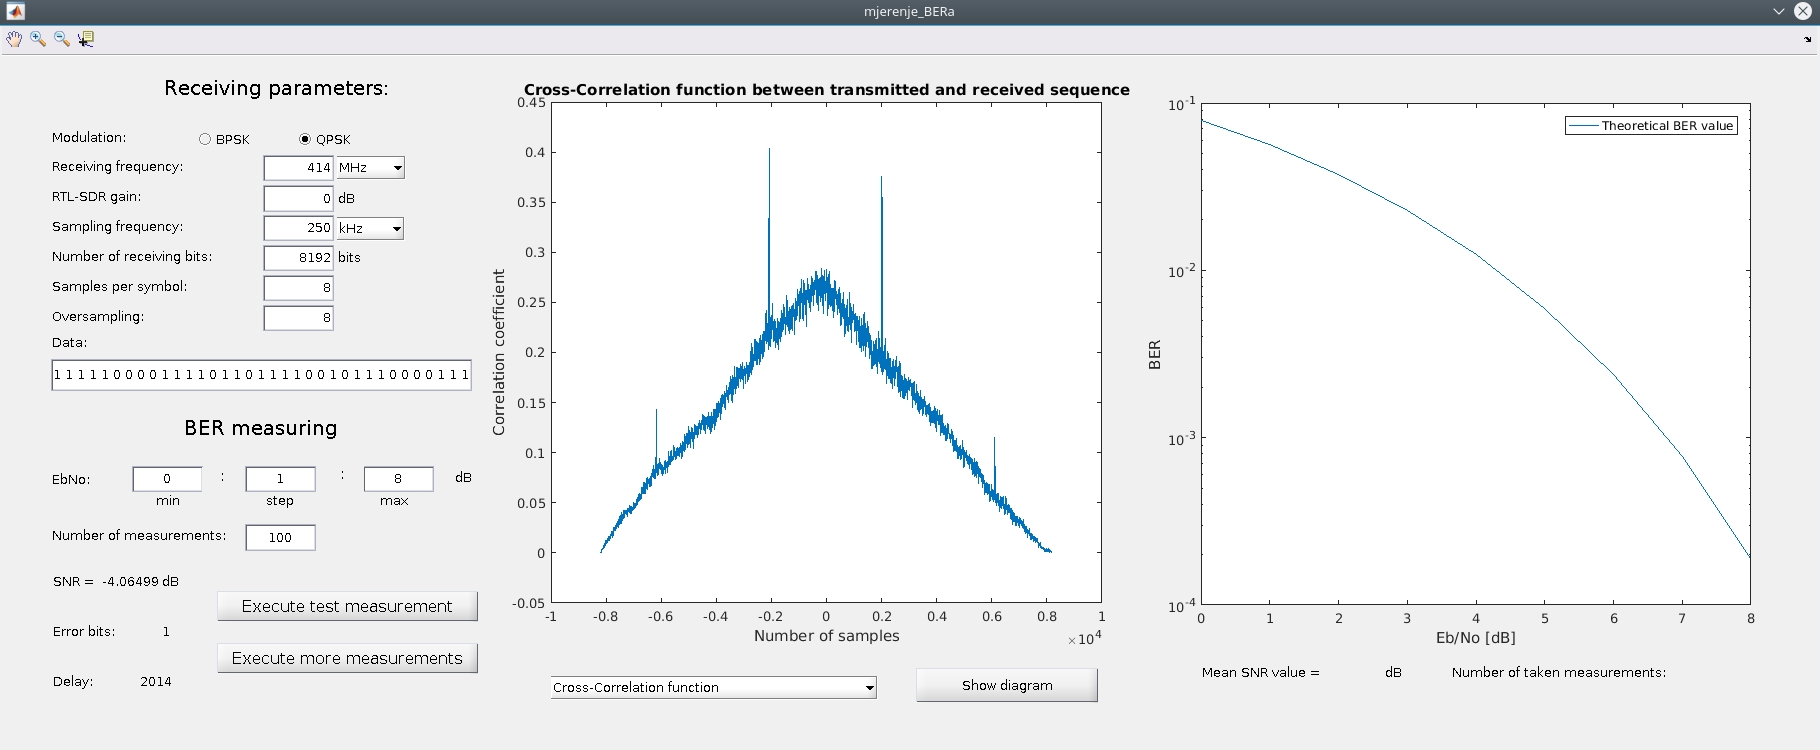 mjerenje_BERa
Receiving parameters:
Modulation: BPSK QPSK
Receiving frequency: 414 MHz
RTL-SDR gain: 0 dB
Sampling frequency: 250 kHz
Number of receiving bits: 8192 bits
Samples per symbol: 8
Oversampling: 8
Data:
1 1 1 1 1 0 0 0 0 1 1 1 1 0 1 1 0 1 1 1 1 0 0 1 0 1 1 1 0 0 0 0 1 1 1
BER measuring
EbNo: 0 : 1 : 8 dB
min step max
Number of measurements: 100
SNR = -4.06499 dB
Execute test measurement
Error bits: 1
Execute more measurements
Delay: 2014
Cross-Correlation function between transmitted and received sequence
0.45
0.4
0.35
0.3
0.25
0.2
0.15
0.1
0.05
0
-0.05
Correlation coefficient
-1 -0.8 -0.6 -0.4 -0.2 0 0.2 0.4 0.6 0.8 1
Number of samples
×10^4
Cross-Correlation function
Show diagram
Theoretical BER value
10^-1
10^-2
10^-3
10^-4
BER
0 1 2 3 4 5 6 7 8
Eb/No [dB]
Mean SNR value = dB Number of taken measurements: